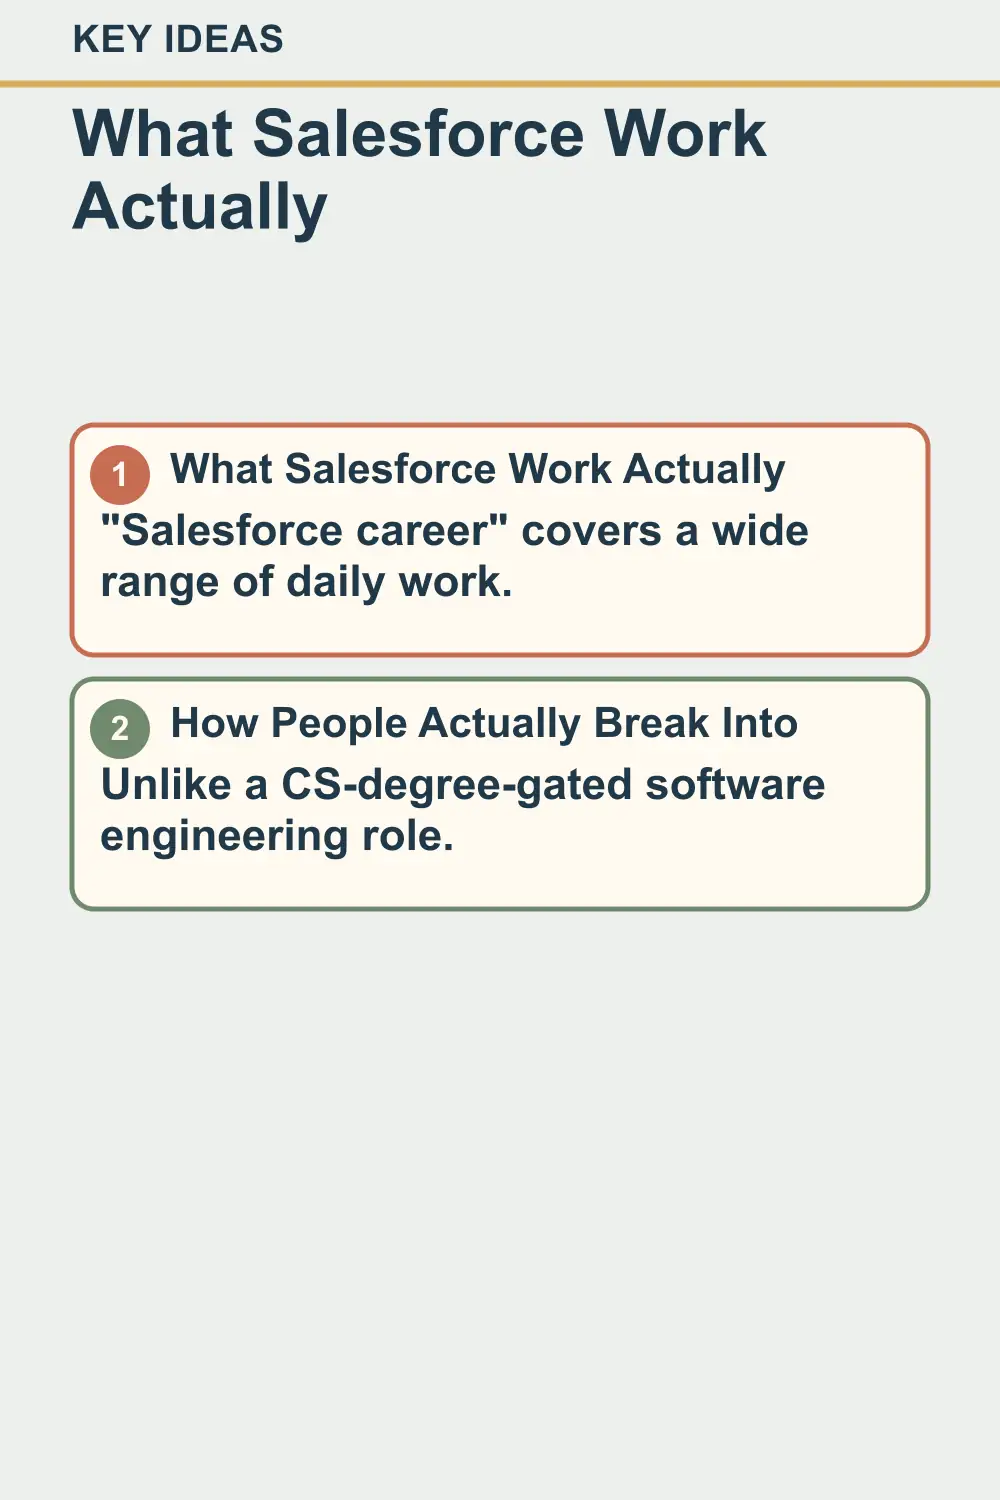 KEY IDEAS
What Salesforce Work
Actually
1 What Salesforce Work Actually
"Salesforce career" covers a wide
range of daily work.
2 How People Actually Break Into
Unlike a CS-degree-gated software
engineering role.